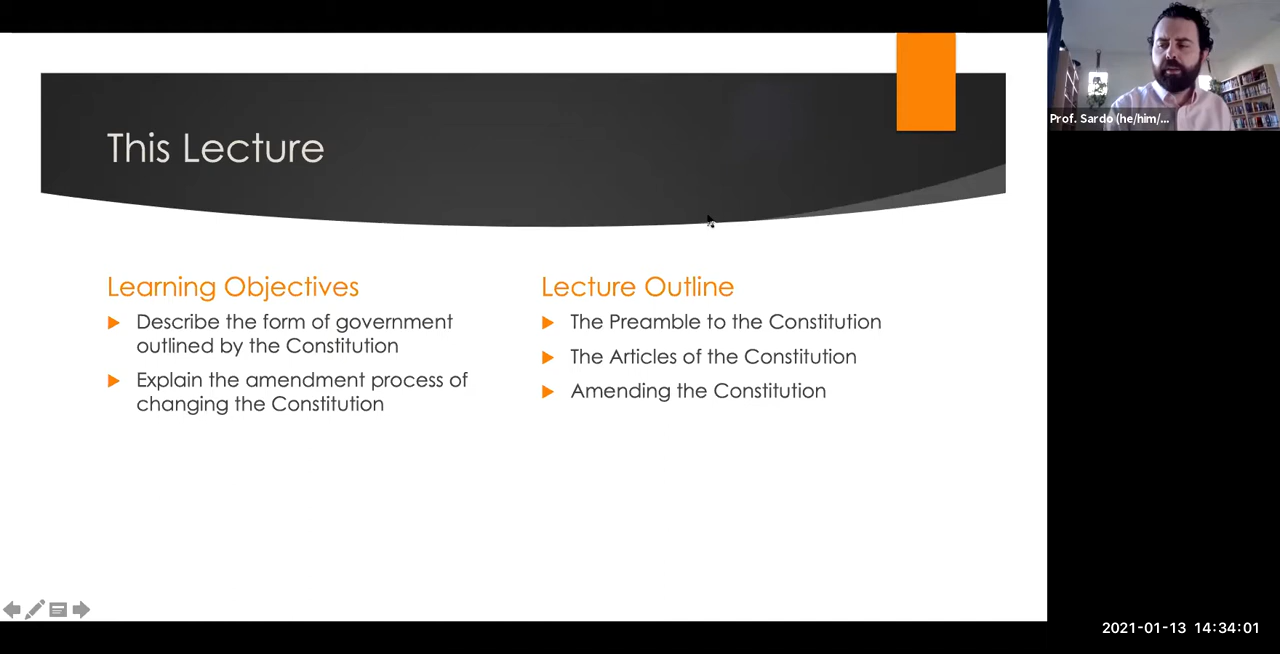 This Lecture
Prof. Sardo (he/him/...
Learning Objectives
Describe the form of government
outlined by the Constitution
Explain the amendment process of
changing the Constitution
Lecture Outline
The Preamble to the Constitution
The Articles of the Constitution
Amending the Constitution
2021-01-13 14:34:01